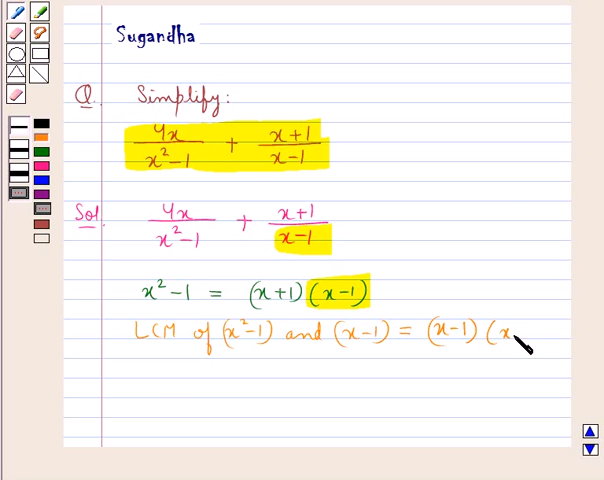 Sugandha
Q. Simplify:
4x/(x²-1) + (x+1)/(x-1)
Sol. 4x/(x²-1) + (x+1)/(x-1)
x²-1 = (x+1) (x-1)
LCM of (x²-1) and (x-1) = (x-1) (x